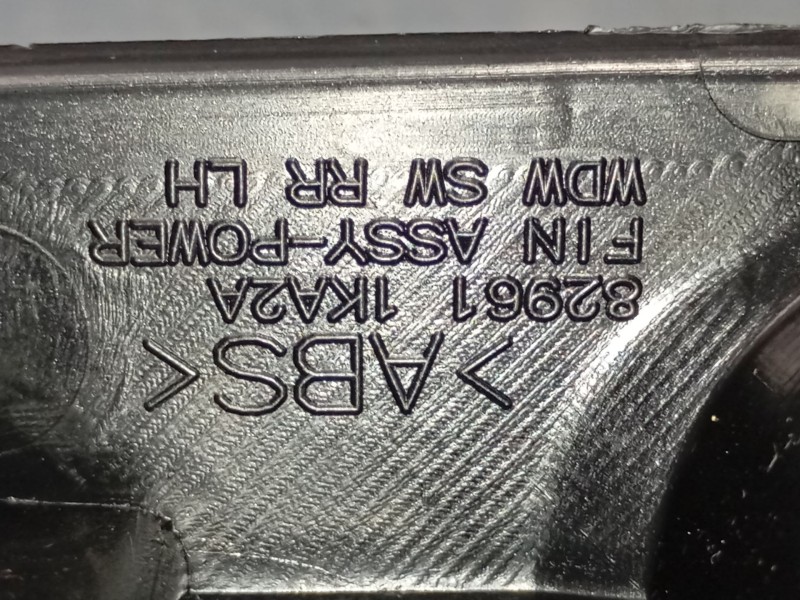 >ABS<
82961 1KA2A
FIN ASSY-POWER
WDW SW RR LH